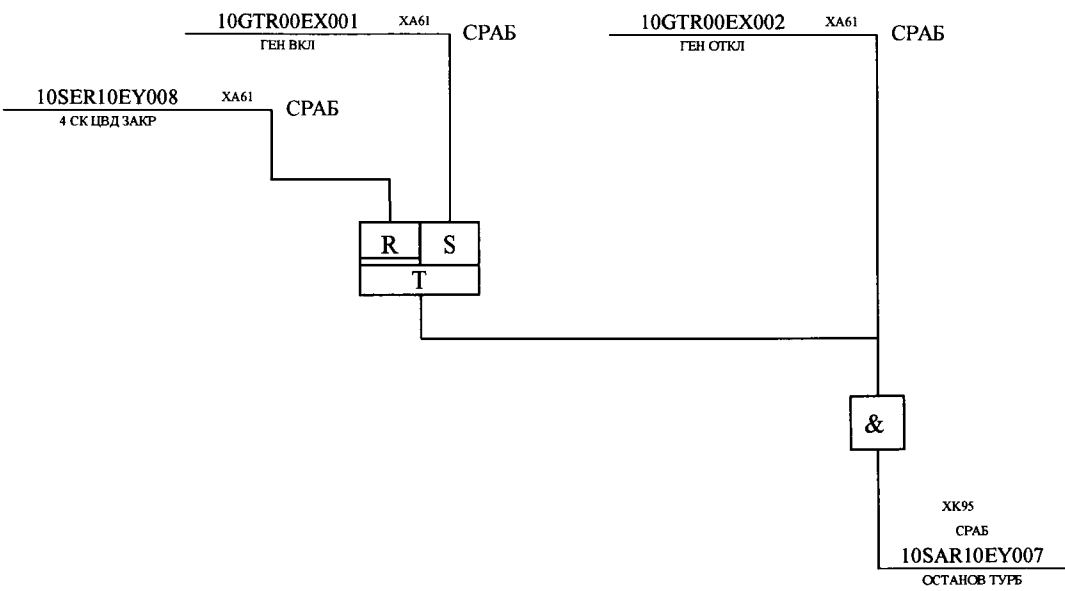 10GTR00EX001 XA61 СРАБ
ГЕН ВКЛ
10GTR00EX002 XA61 СРАБ
ГЕН ОТКЛ
10SER10EY008 XA61 СРАБ
4 СК ЦВД ЗАКР
R S
T
&
XK95
СРАБ
10SAR10EY007
ОСТАНОВ ТУРБ